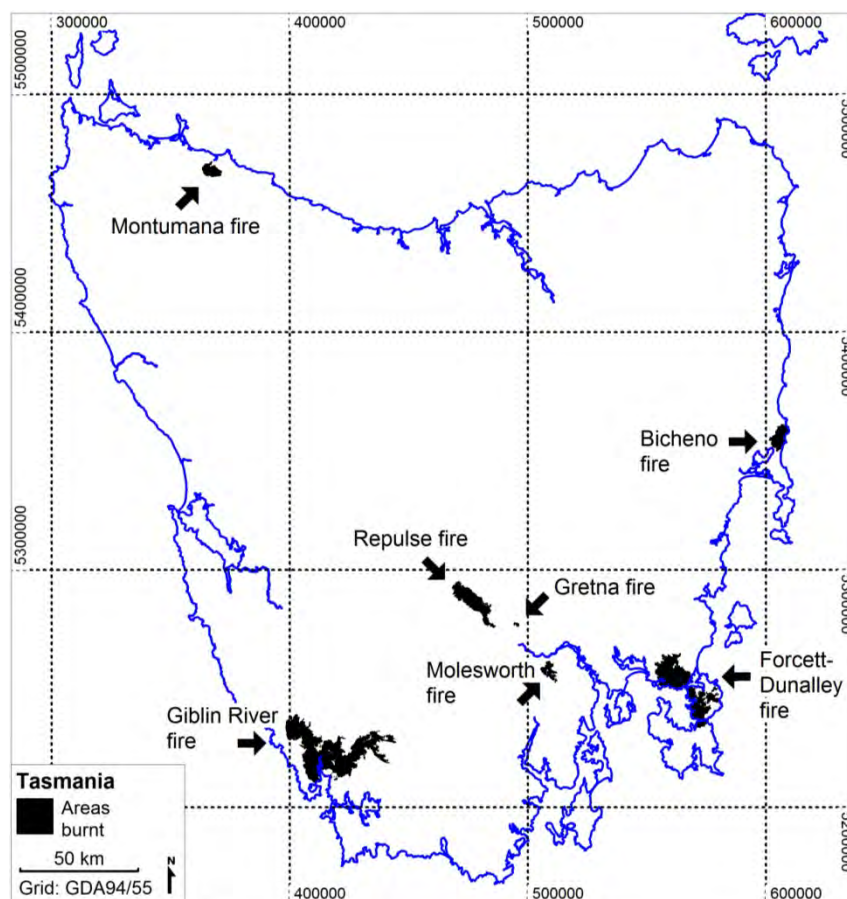 300000
400000
500000
600000
5500000
Montumana fire
5400000
Bicheno
fire
5300000
Repulse fire
Gretna fire
Molesworth
fire
Forcett-
Dunalley
fire
Giblin River
fire
Tasmania
Areas
burnt
50 km
N
Grid: GDA94/55
400000
500000
600000